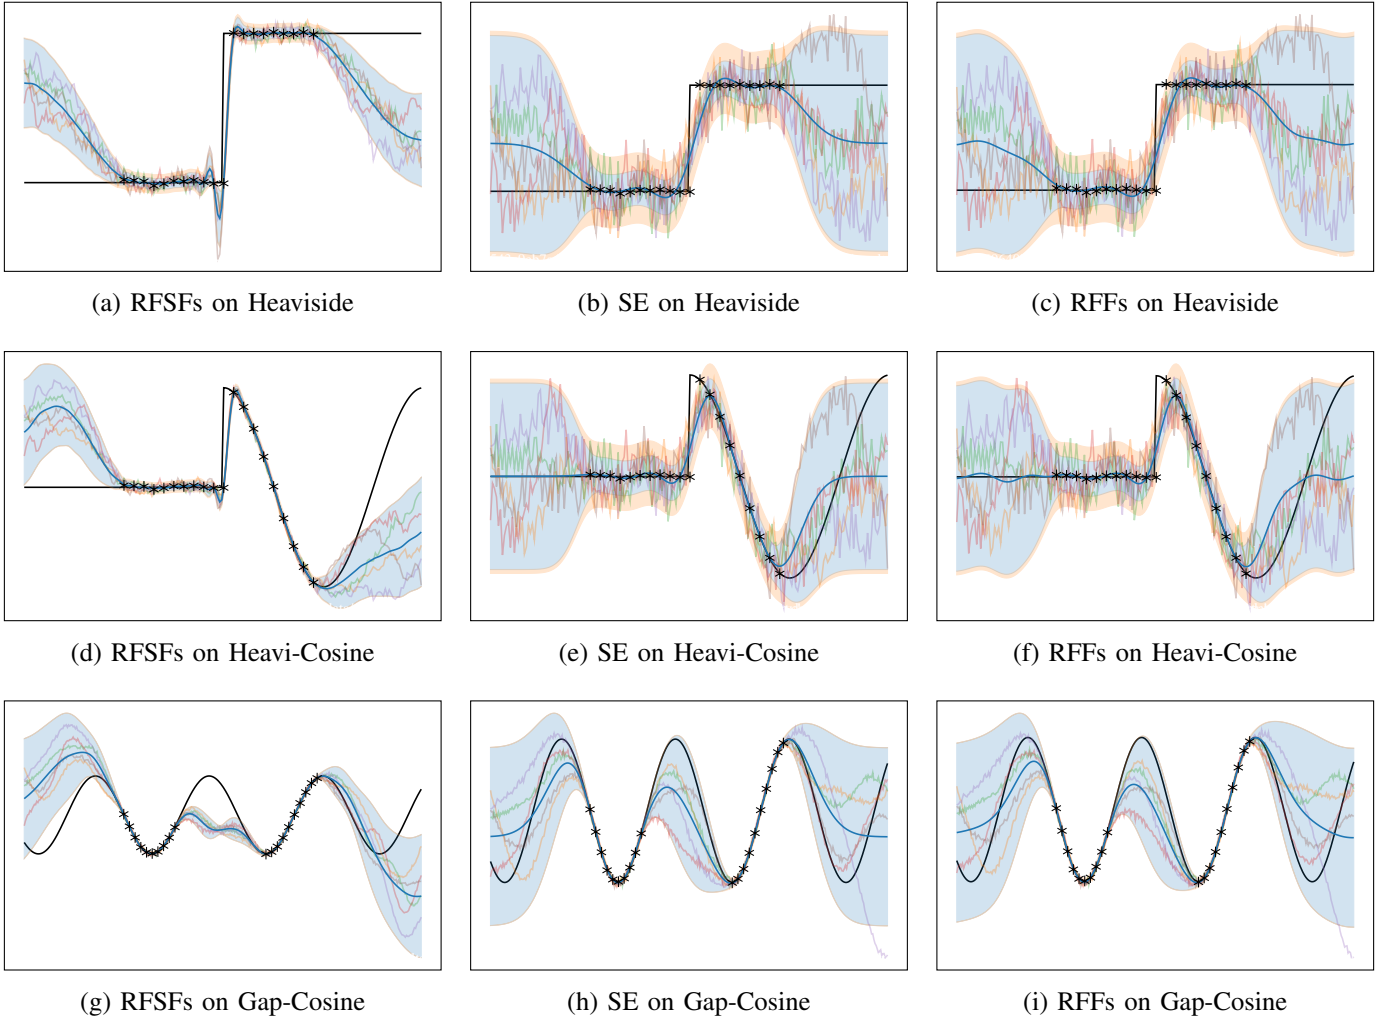 (a) RFSFs on Heaviside
(b) SE on Heaviside
(c) RFFs on Heaviside
(d) RFSFs on Heavi-Cosine
(e) SE on Heavi-Cosine
(f) RFFs on Heavi-Cosine
(g) RFSFs on Gap-Cosine
(h) SE on Gap-Cosine
(i) RFFs on Gap-Cosine